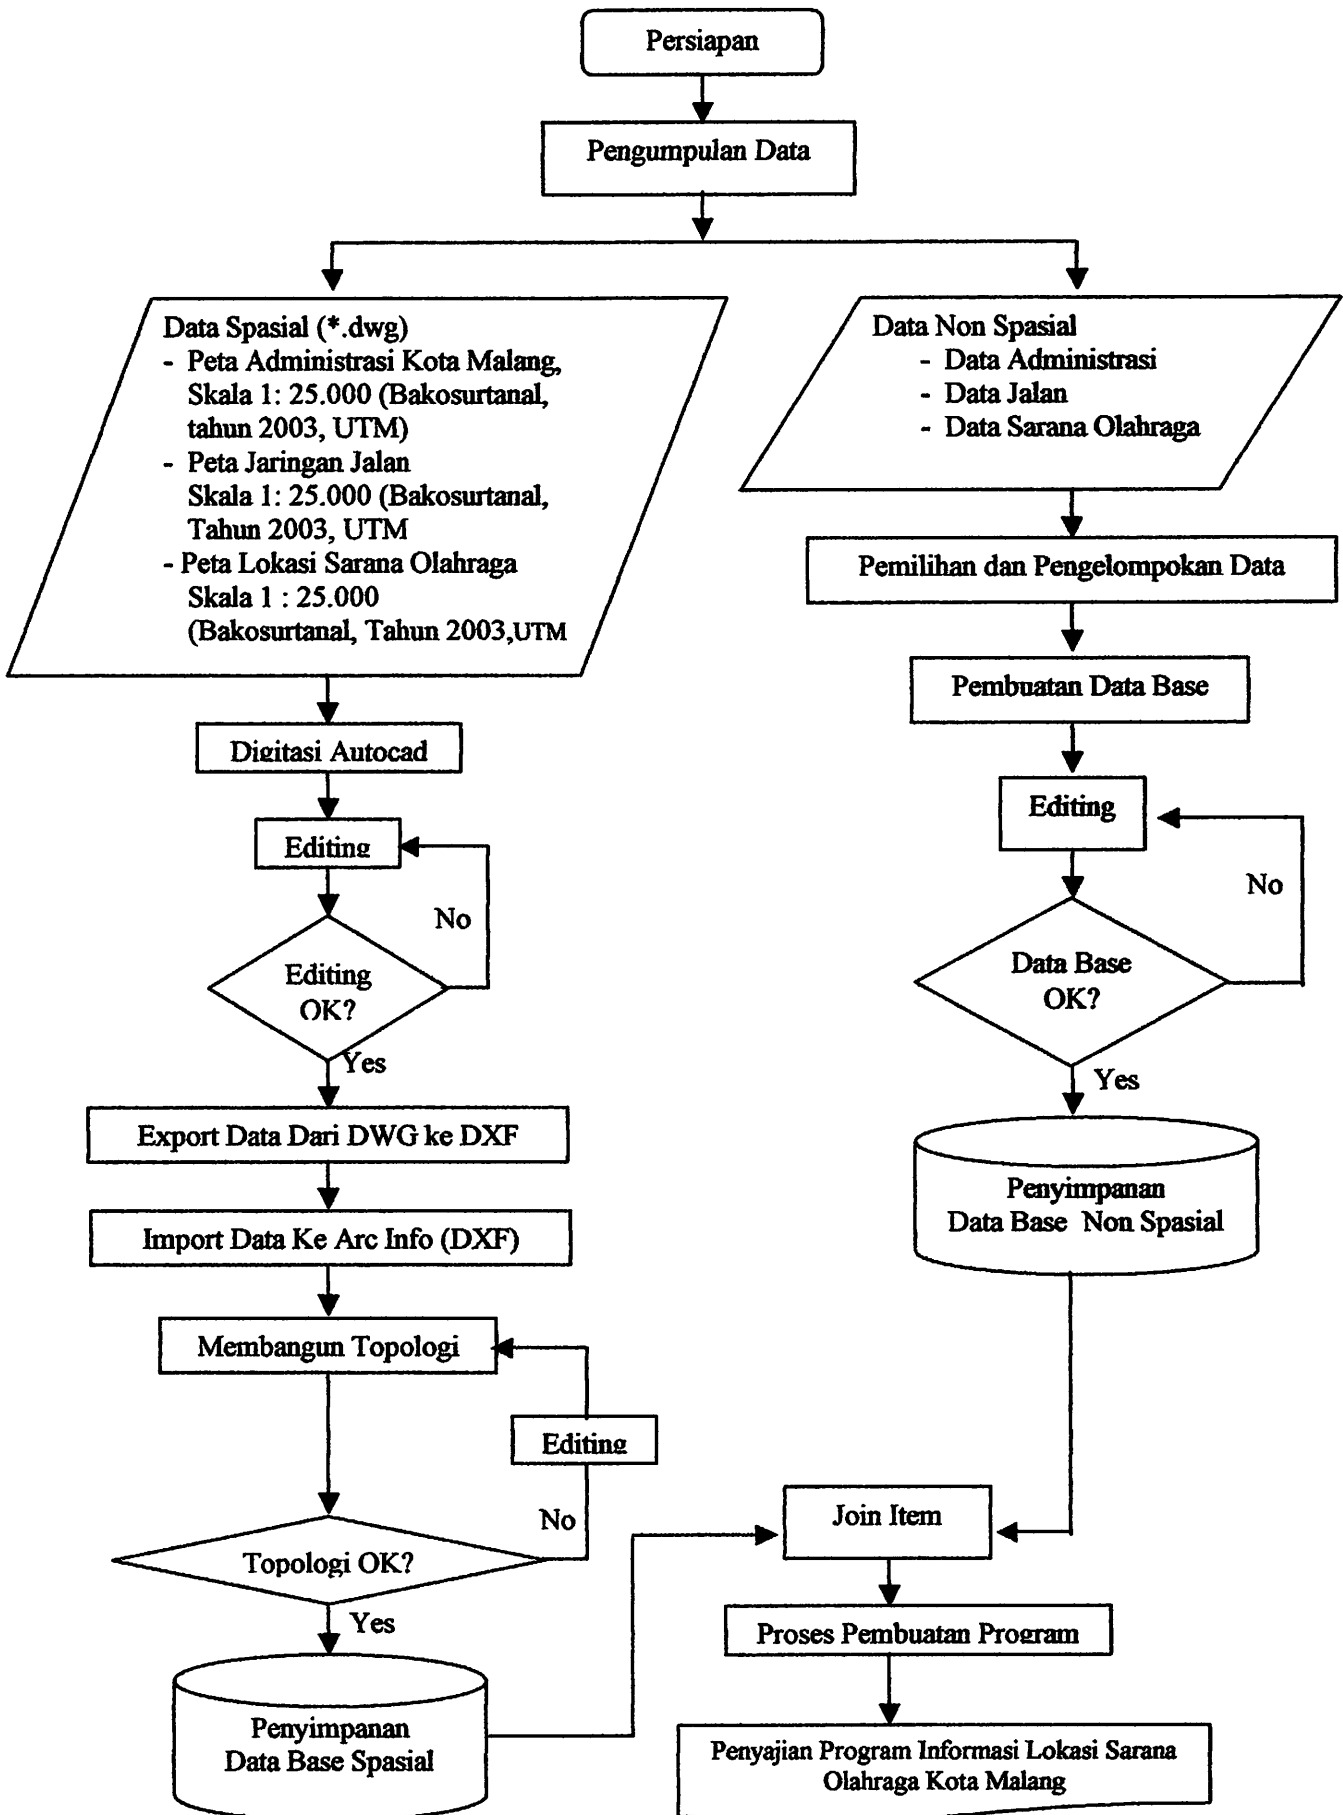 Persiapan
Pengumpulan Data
Data Spasial (*.dwg)
- Peta Administrasi Kota Malang,
Skala 1: 25.000 (Bakosurtanal,
tahun 2003, UTM)
- Peta Jaringan Jalan
Skala 1: 25.000 (Bakosurtanal,
Tahun 2003, UTM
- Peta Lokasi Sarana Olahraga
Skala 1 : 25.000
(Bakosurtanal, Tahun 2003,UTM
Data Non Spasial
- Data Administrasi
- Data Jalan
- Data Sarana Olahraga
Pemilihan dan Pengelompokan Data
Pembuatan Data Base
Editing
No
Data Base
OK?
Yes
Penyimpanan
Data Base Non Spasial
Digitasi Autocad
Editing
No
Editing
OK?
Yes
Export Data Dari DWG ke DXF
Import Data Ke Arc Info (DXF)
Membangun Topologi
Editing
No
Topologi OK?
Yes
Penyimpanan
Data Base Spasial
Join Item
Proses Pembuatan Program
Penyajian Program Informasi Lokasi Sarana
Olahraga Kota Malang